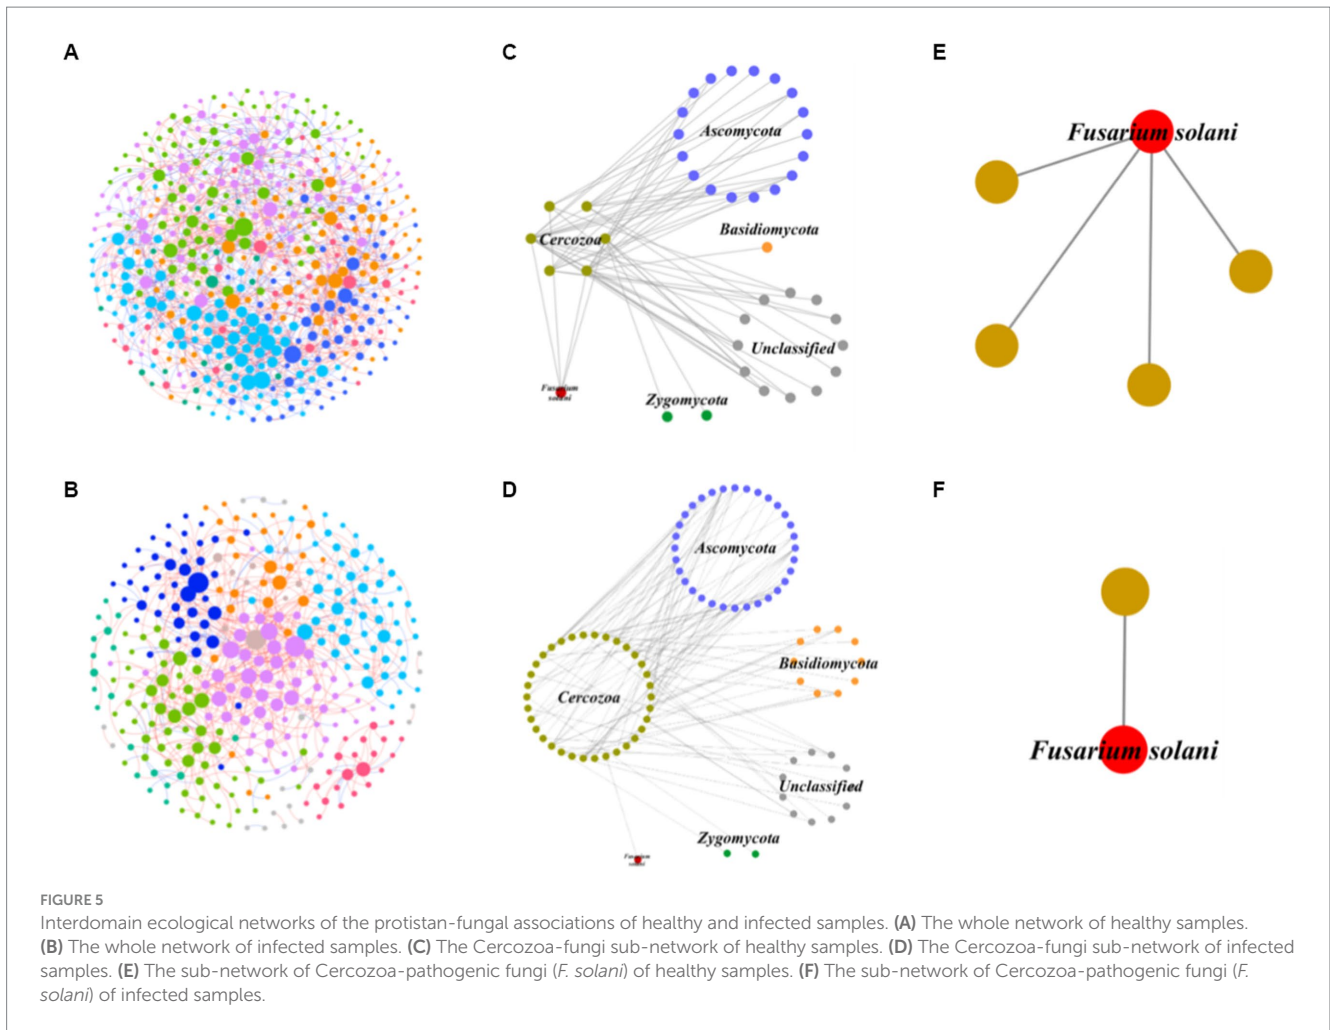 A
C
E
Ascomycota
Fusarium solani
Basidiomycota
Cercozoa
Unclassified
Fusarium
solani
Zygomycota
B
D
F
Ascomycota
Basidiomycota
Cercozoa
Unclassified
Fusarium solani
Zygomycota
Fusarium
solani
FIGURE 5
Interdomain ecological networks of the protistan-fungal associations of healthy and infected samples. (A) The whole network of healthy samples.
(B) The whole network of infected samples. (C) The Cercozoa-fungi sub-network of healthy samples. (D) The Cercozoa-fungi sub-network of infected
samples. (E) The sub-network of Cercozoa-pathogenic fungi (F. solani) of healthy samples. (F) The sub-network of Cercozoa-pathogenic fungi (F.
solani) of infected samples.